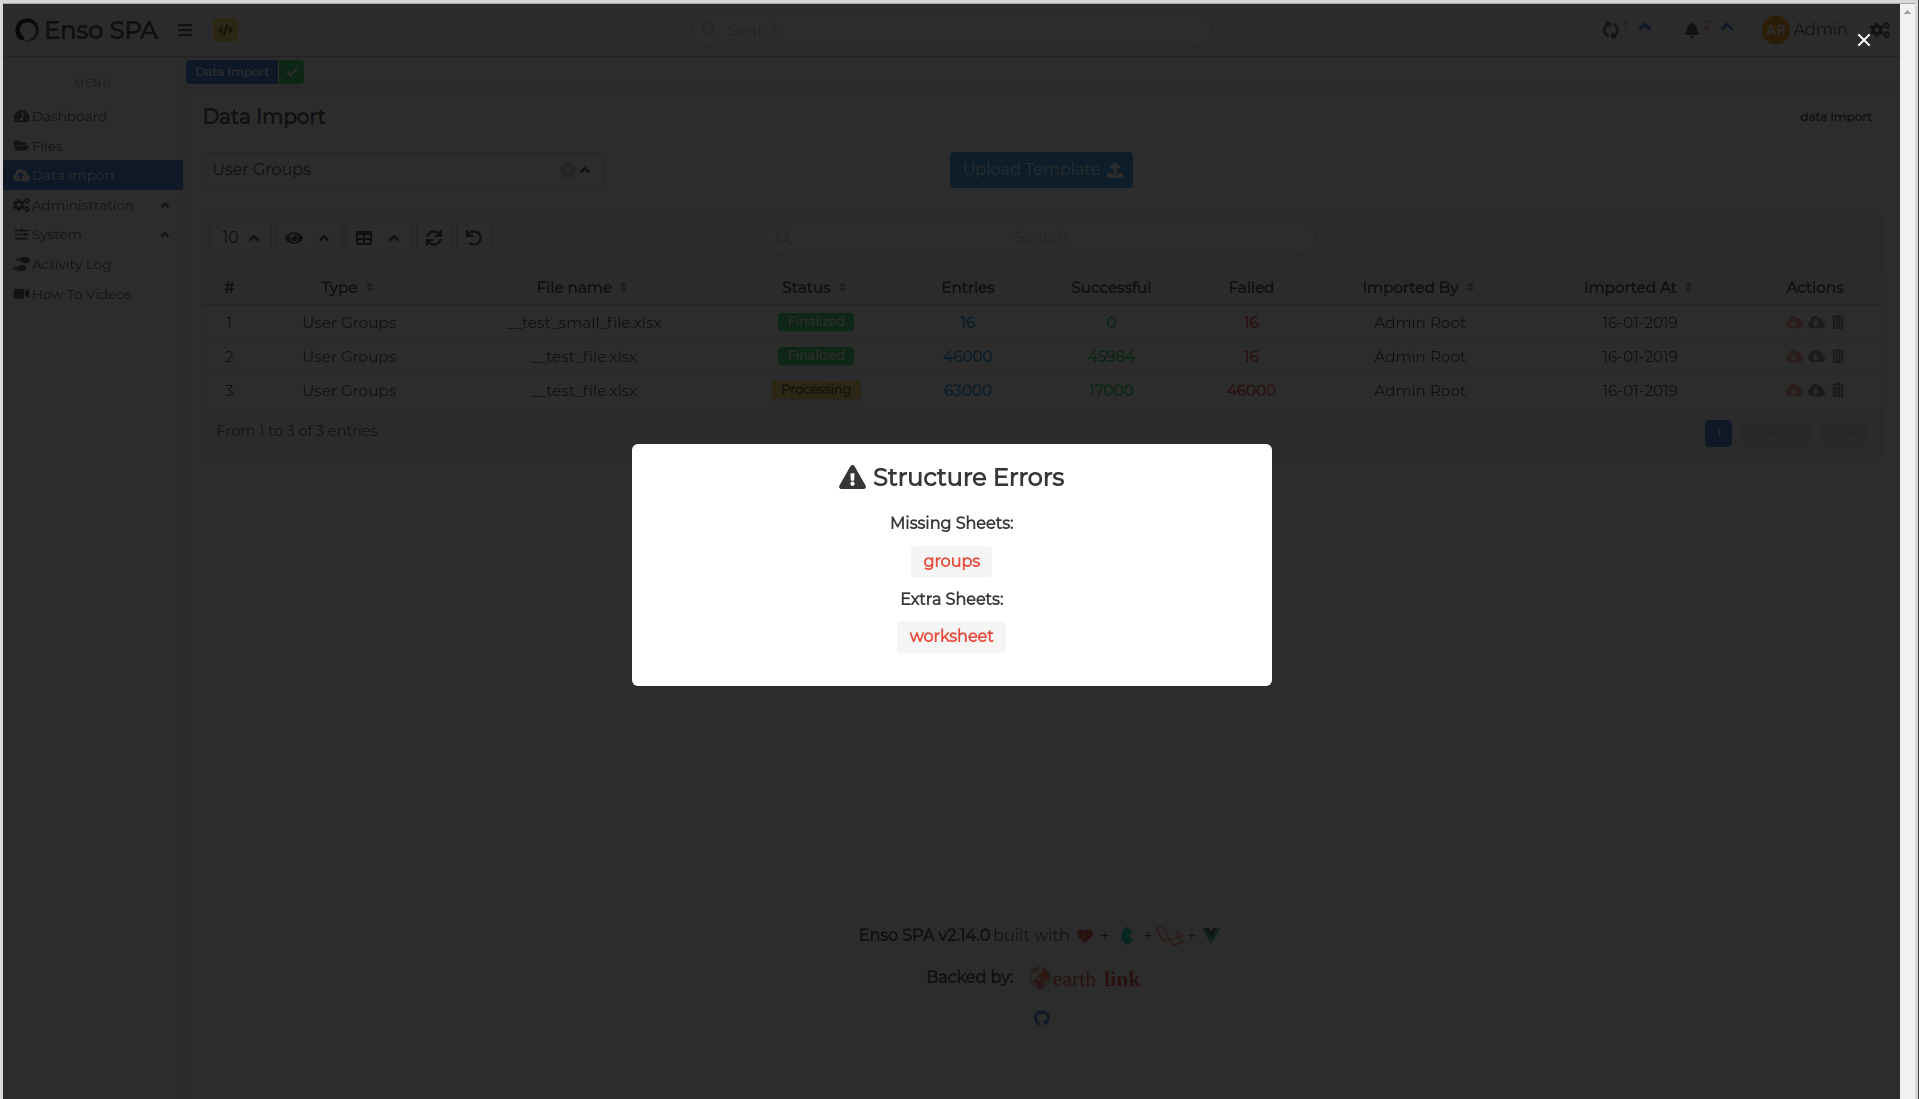 Enso SPA </> Search 1 2 AR Admin
Data Import
MENU
Dashboard
Files
Data Import
Administration
System
Activity Log
How To Videos
Data Import data import
User Groups Upload Template
10 Search
# Type File name Status Entries Successful Failed Imported By Imported At Actions
1 User Groups __test_small_file.xlsx Finalized 16 0 16 Admin Root 16-01-2019
2 User Groups __test_file.xlsx Finalized 46000 45984 16 Admin Root 16-01-2019
3 User Groups __test_file.xlsx Processing 63000 17000 46000 Admin Root 16-01-2019
From 1 to 3 of 3 entries 1 Previous Next
Structure Errors
Missing Sheets:
groups
Extra Sheets:
worksheet
Enso SPA v2.14.0 built with + + +
Backed by: earth link